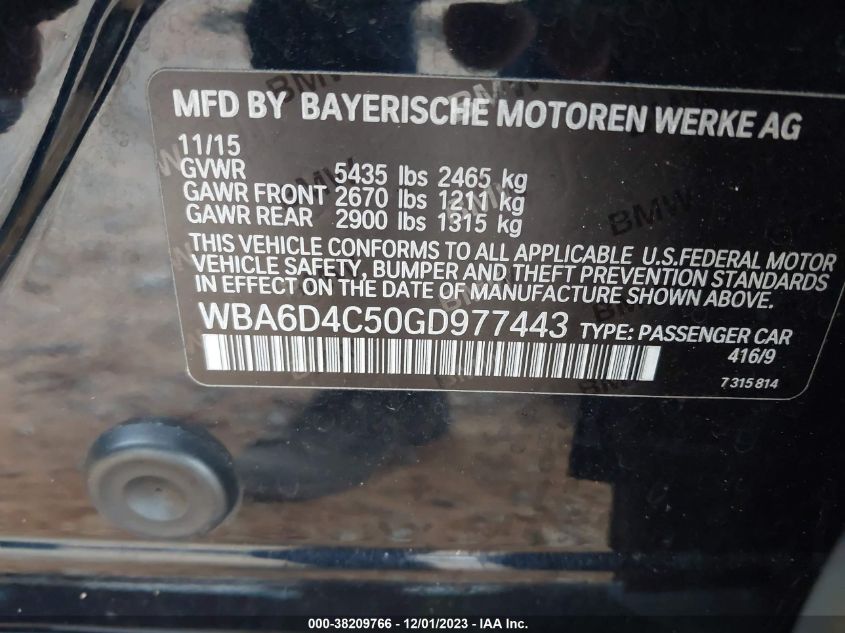 MFD BY BAYERISCHE MOTOREN WERKE AG
11/15
GVWR 5435 lbs 2465 kg
GAWR FRONT 2670 lbs 1211 kg
GAWR REAR 2900 lbs 1315 kg
THIS VEHICLE CONFORMS TO ALL APPLICABLE U.S.FEDERAL MOTOR
VEHICLE SAFETY, BUMPER AND THEFT PREVENTION STANDARDS
IN EFFECT ON THE DATE OF MANUFACTURE SHOWN ABOVE.
WBA6D4C50GD977443 TYPE: PASSENGER CAR
416/9
7315814
000-38209766 - 12/01/2023 - IAA Inc.